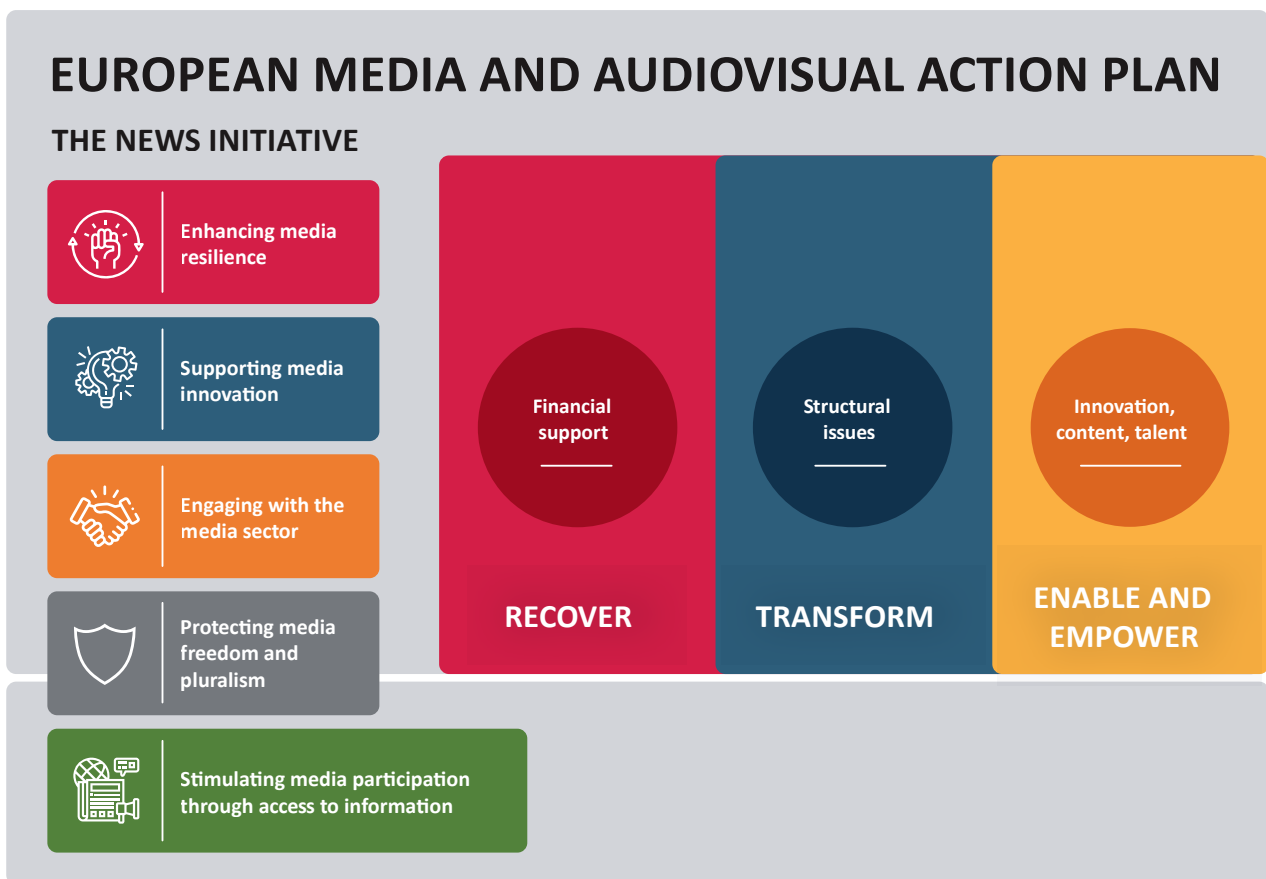 EUROPEAN MEDIA AND AUDIOVISUAL ACTION PLAN
THE NEWS INITIATIVE
Enhancing media
resilience
Supporting media
innovation
Engaging with the
media sector
Protecting media
freedom and
pluralism
Stimulating media participation
through access to information
Financial
support
RECOVER
Structural
issues
TRANSFORM
Innovation,
content, talent
ENABLE AND
EMPOWER